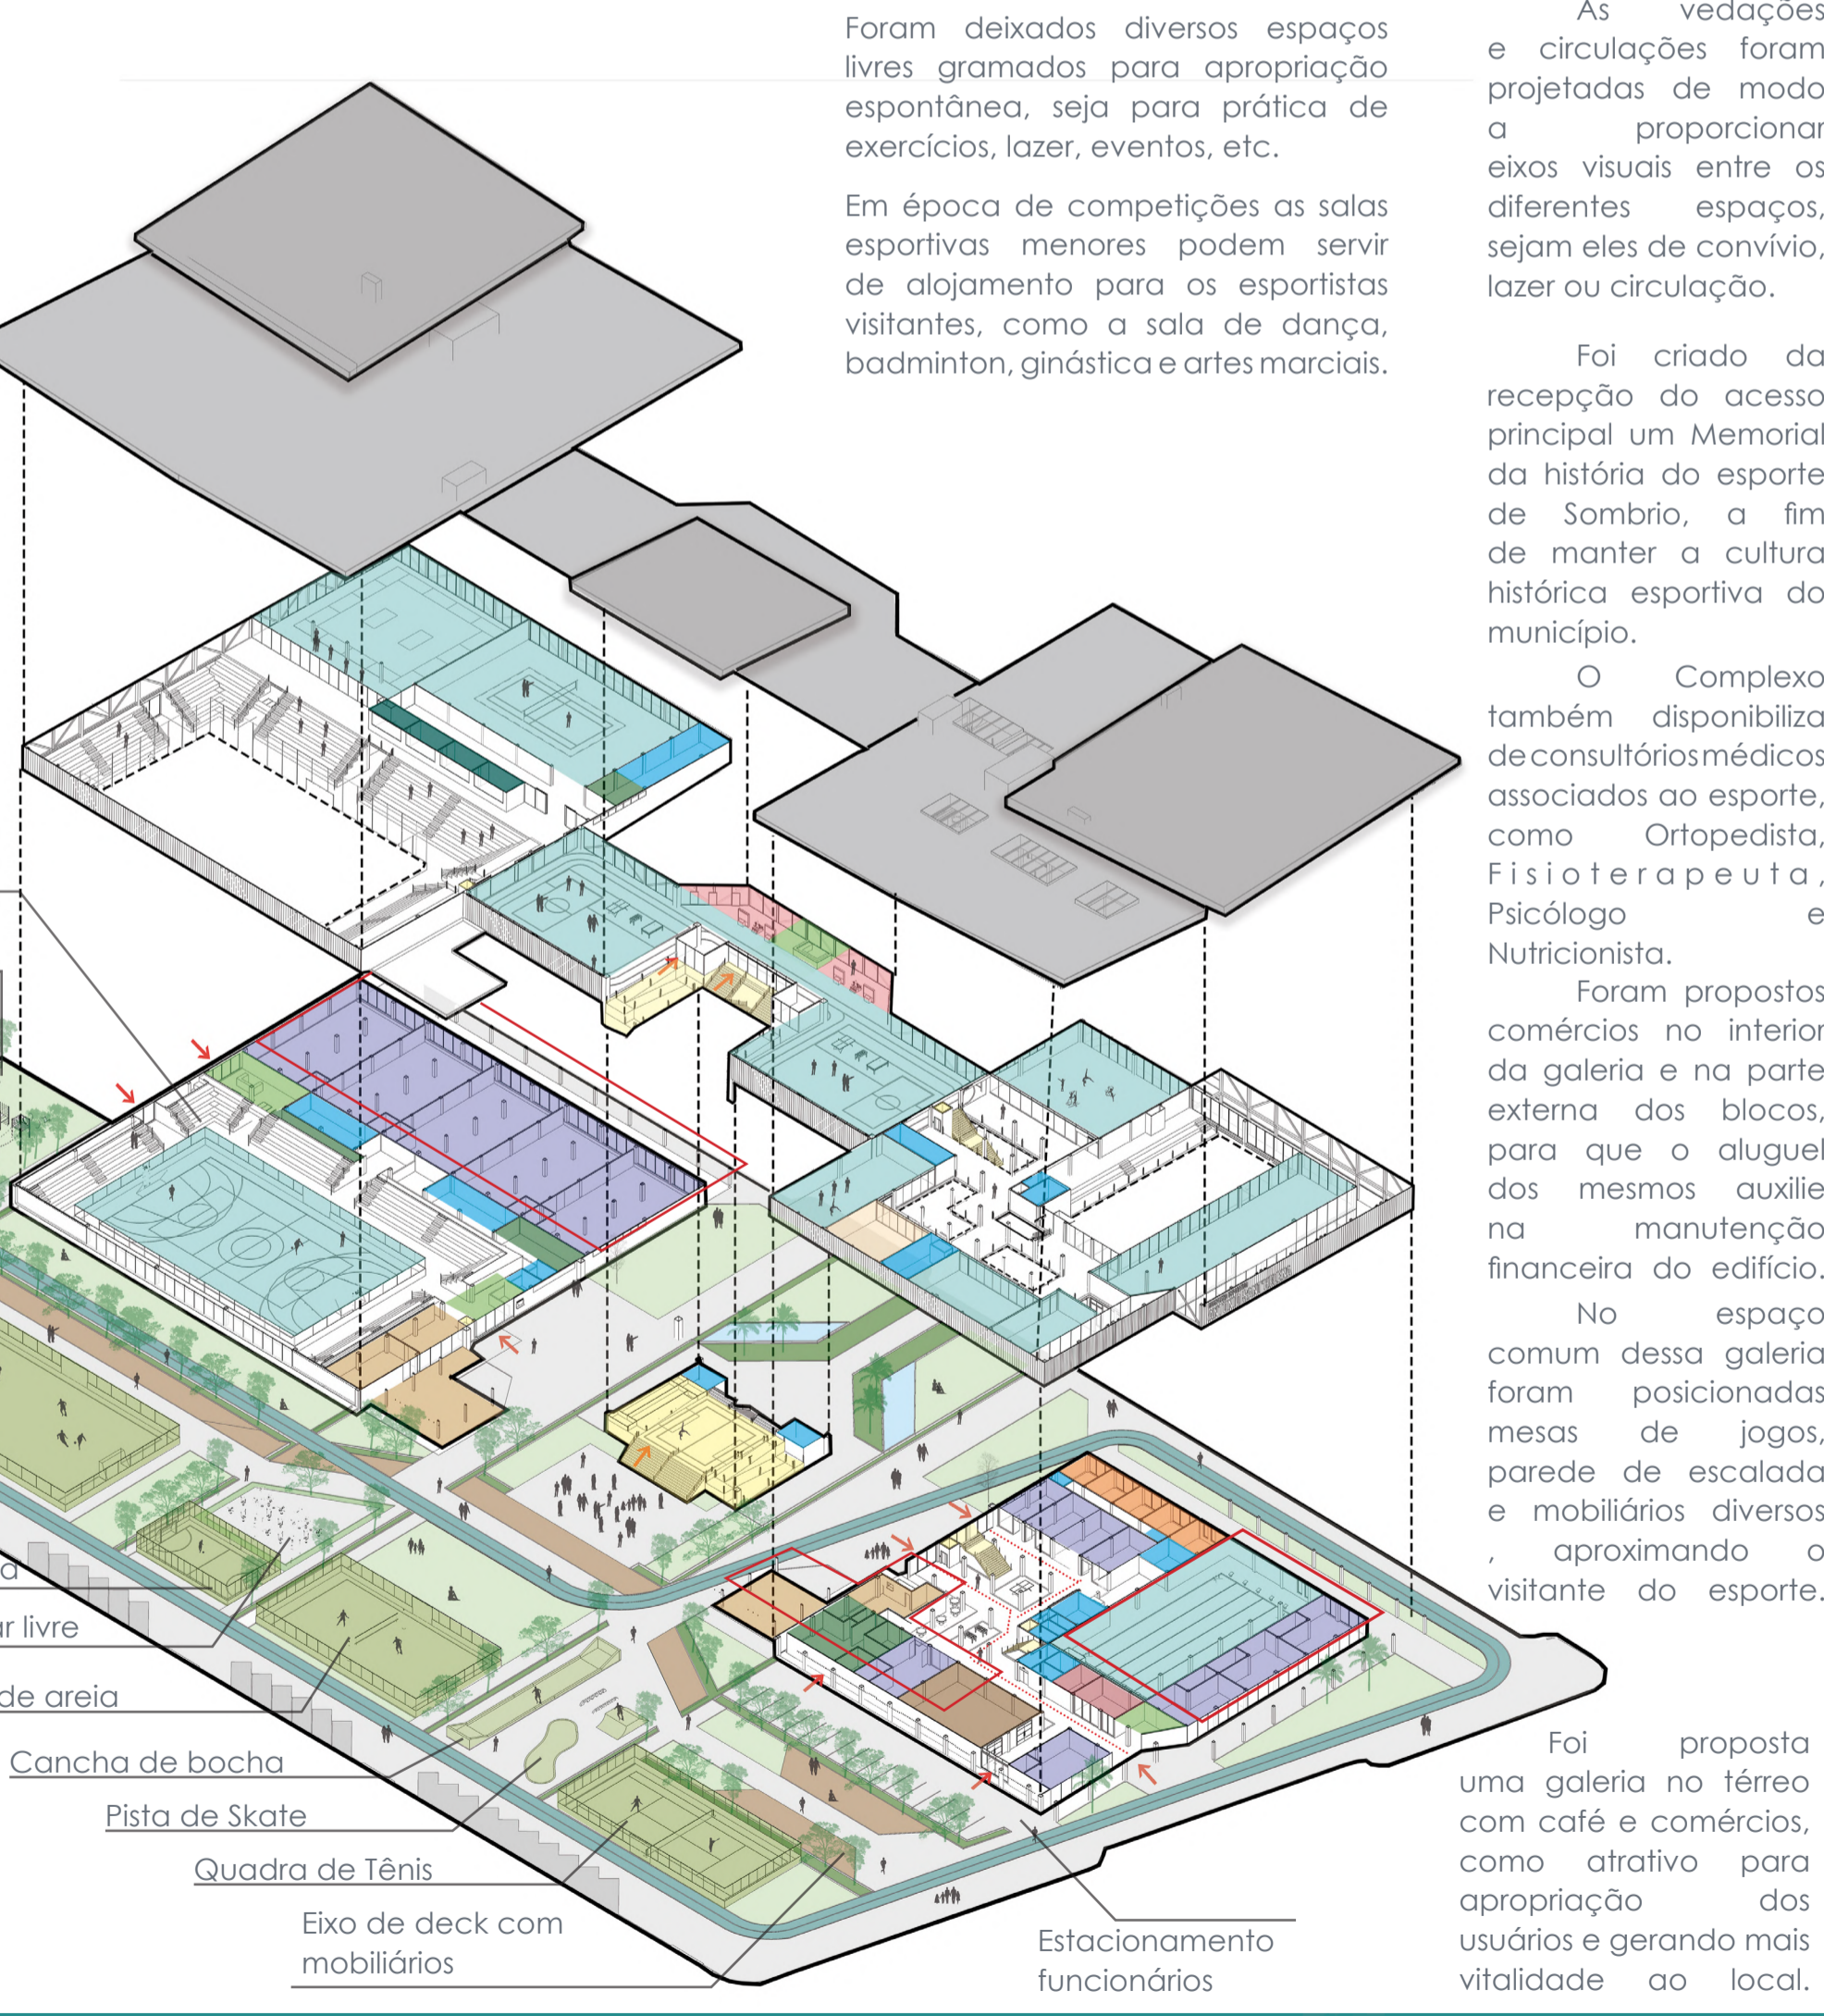 Foram deixados diversos espaços
livres gramados para apropriação
espontânea, seja para prática de
exercícios, lazer, eventos, etc.
Em época de competições as salas
esportivas menores podem servir
de alojamento para os esportistas
visitantes, como a sala de dança,
badminton, ginástica e artes marciais.
As vedações
e circulações foram
projetadas de modo
a proporcionar
eixos visuais entre os
diferentes espaços,
sejam eles de convívio,
lazer ou circulação.
Foi criado da
recepção do acesso
principal um Memorial
da história do esporte
de Sombrio, a fim
de manter a cultura
histórica esportiva do
município.
O Complexo
também disponibiliza
de consultórios médicos
associados ao esporte,
como Ortopedista,
Fisioterapeuta,
Psicólogo e
Nutricionista.
Foram propostos
comércios no interior
da galeria e na parte
externa dos blocos,
para que o aluguel
dos mesmos auxilie
na manutenção
financeira do edifício.
No espaço
comum dessa galeria
foram posicionadas
mesas de jogos,
parede de escalada
e mobiliários diversos
, aproximando o
visitante do esporte.
Foi proposta
uma galeria no térreo
com café e comércios,
como atrativo para
apropriação dos
usuários e gerando mais
vitalidade ao local.
a
ar livre
de areia
Cancha de bocha
Pista de Skate
Quadra de Tênis
Eixo de deck com
mobiliários
Estacionamento
funcionários